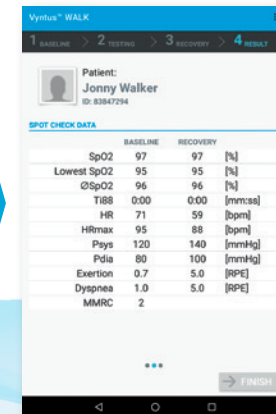 Vyntus™ WALK
1 BASELINE > 2 TESTING > 3 RECOVERY > 4 RESULT
Patient:
Jonny Walker
ID: 83847294
SPOT CHECK DATA
BASELINE RECOVERY
SpO2 97 97 [%]
Lowest SpO2 95 95 [%]
ØSpO2 96 96 [%]
Ti88 0:00 0:00 [mm:ss]
HR 71 59 [bpm]
HRmax 95 88 [bpm]
Psys 120 140 [mmHg]
Pdia 80 100 [mmHg]
Exertion 0.7 5.0 [RPE]
Dyspnea 1.0 5.0 [RPE]
MMRC 2
→ FINISH